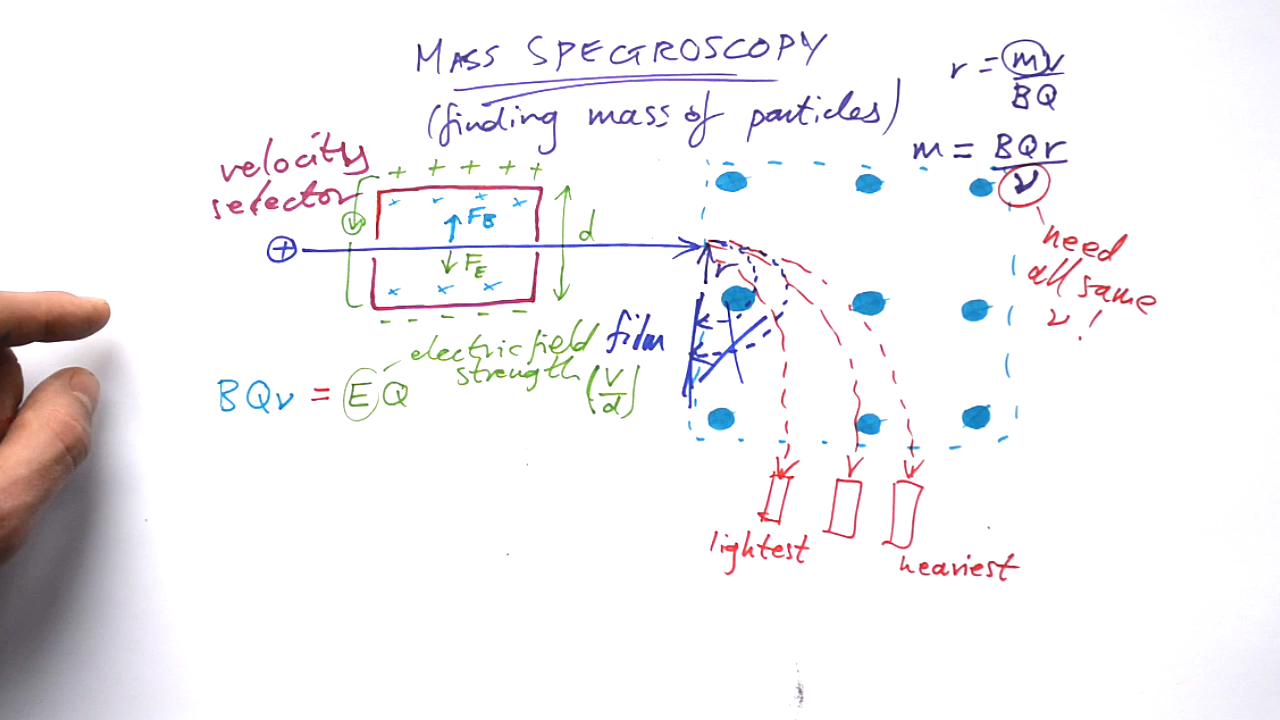 MASS SPECTROSCOPY
(finding mass of particles)
r = mv / BQ
m = BQr / v
need
all same
v!
velocity
selector
+ + + + +
x x x x
F_B
d
+
F_E
r
x x x
- - - - -
electric field
strength (V/d)
film
BQv = EQ
lightest
heaviest